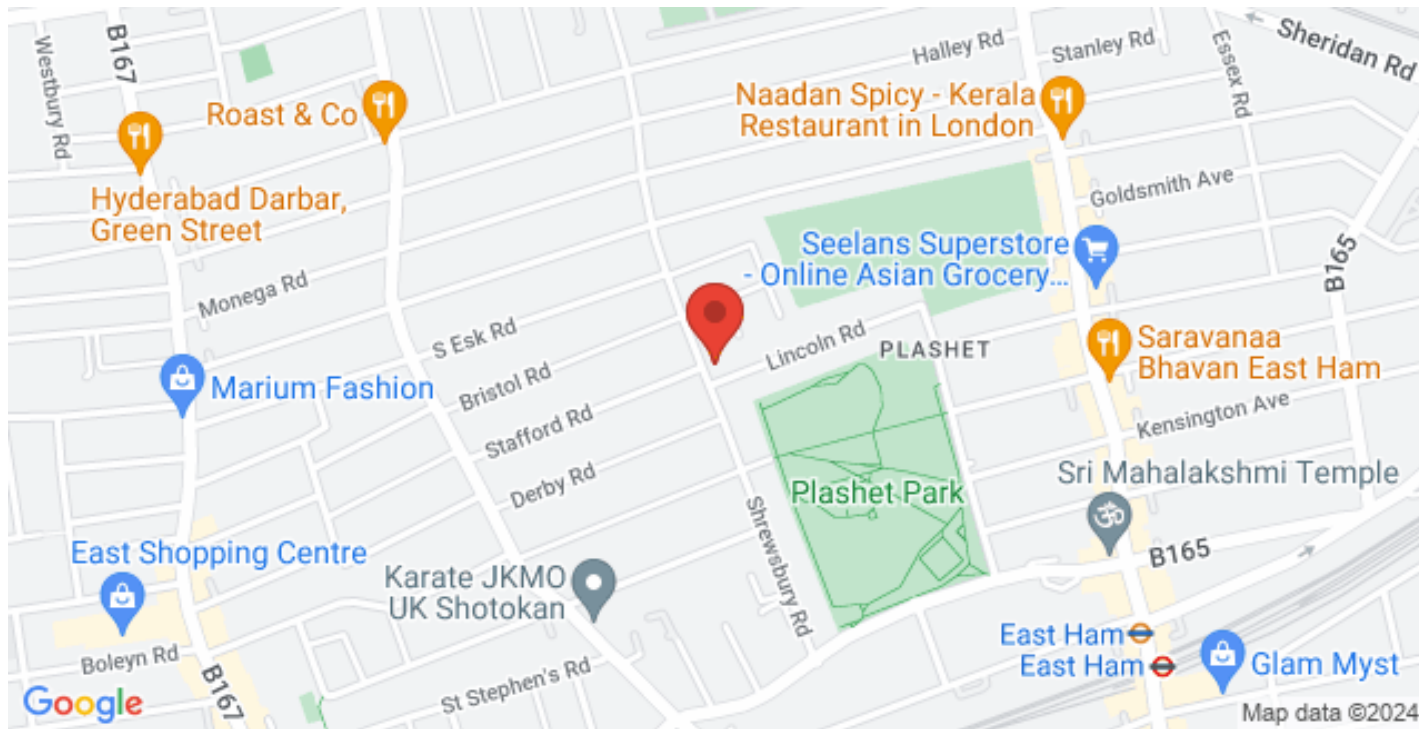 Westbury Rd
B167
Roast & Co
Halley Rd
Stanley Rd
Essex Rd
Sheridan Rd
Naadan Spicy - Kerala
Restaurant in London
Hyderabad Darbar,
Green Street
Goldsmith Ave
Seelans Superstore
- Online Asian Grocery...
B165
Monega Rd
S Esk Rd
Lincoln Rd
PLASHET
Saravanaa
Bhavan East Ham
Marium Fashion
Bristol Rd
Stafford Rd
Kensington Ave
Derby Rd
Plashet Park
Sri Mahalakshmi Temple
ॐ
Shrewsbury Rd
B165
East Shopping Centre
Karate JKMO
UK Shotokan
East Ham
East Ham
Glam Myst
Boleyn Rd
B167
St Stephen's Rd
Google
Map data ©2024